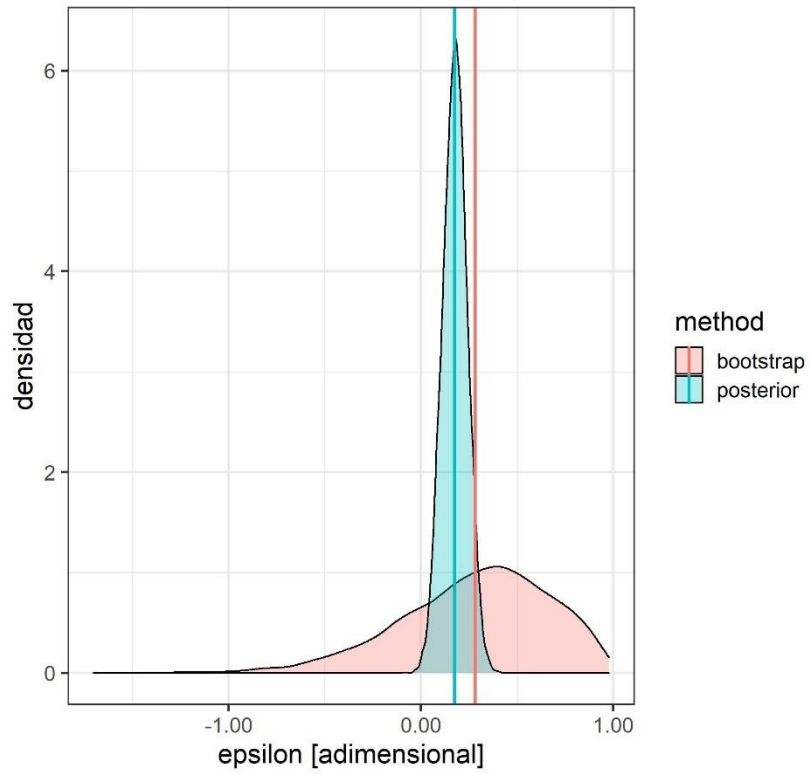 6
4
2
0
densidad
-1.00
0.00
1.00
epsilon [adimensional]
method
bootstrap
posterior